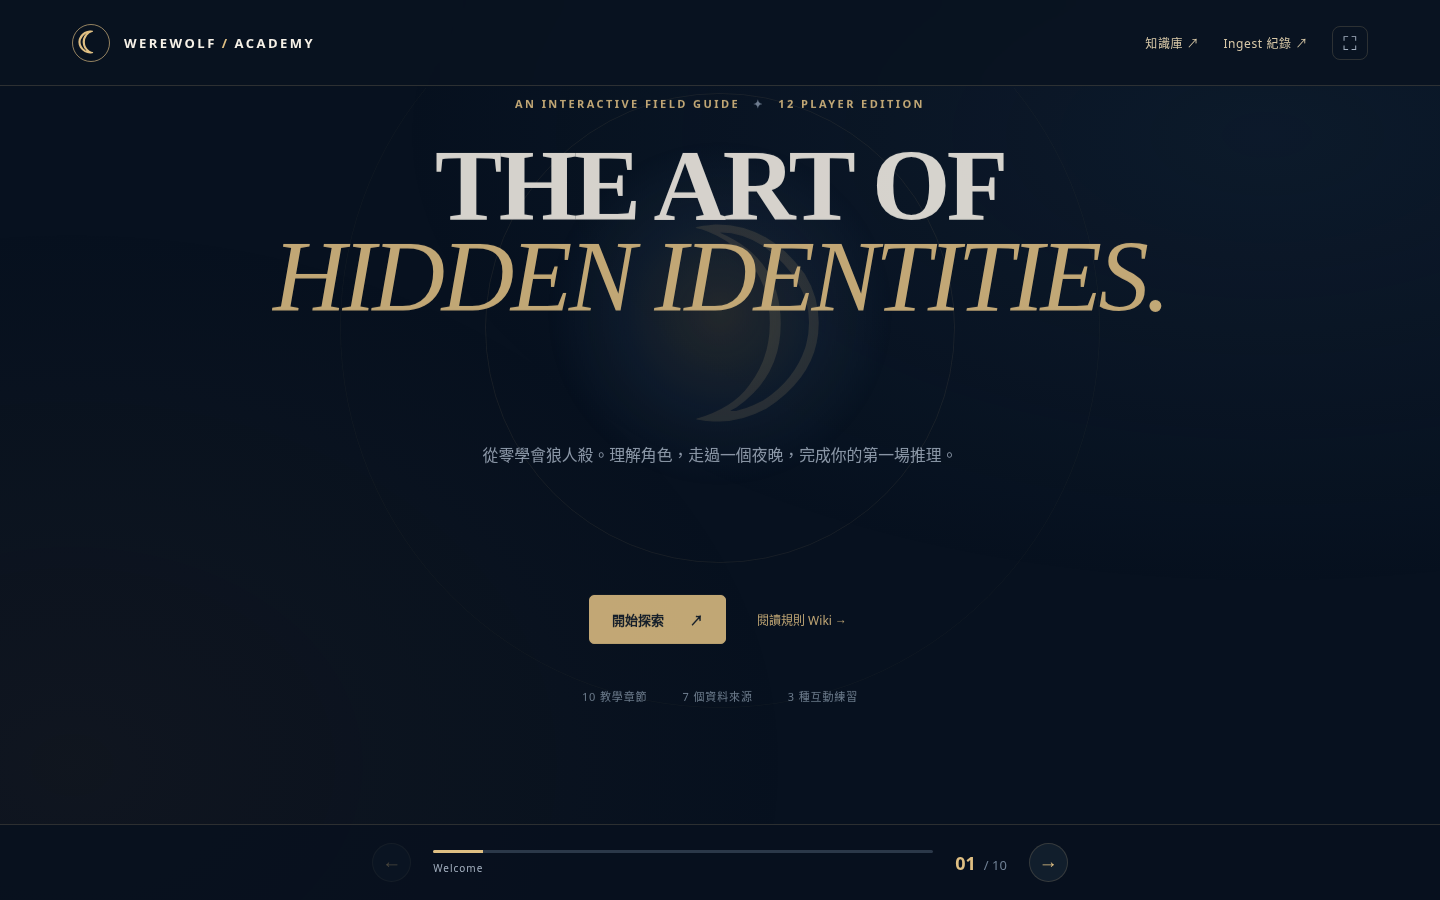 WEREWOLF / ACADEMY
知識庫 ↗
Ingest 紀錄 ↗
AN INTERACTIVE FIELD GUIDE ✦ 12 PLAYER EDITION
THE ART OF
HIDDEN IDENTITIES.
從零學會狼人殺。理解角色，走過一個夜晚，完成你的第一場推理。
開始探索 ↗
閱讀規則 Wiki →
10 教學章節
7 個資料來源
3 種互動練習
←
Welcome
01 / 10
→